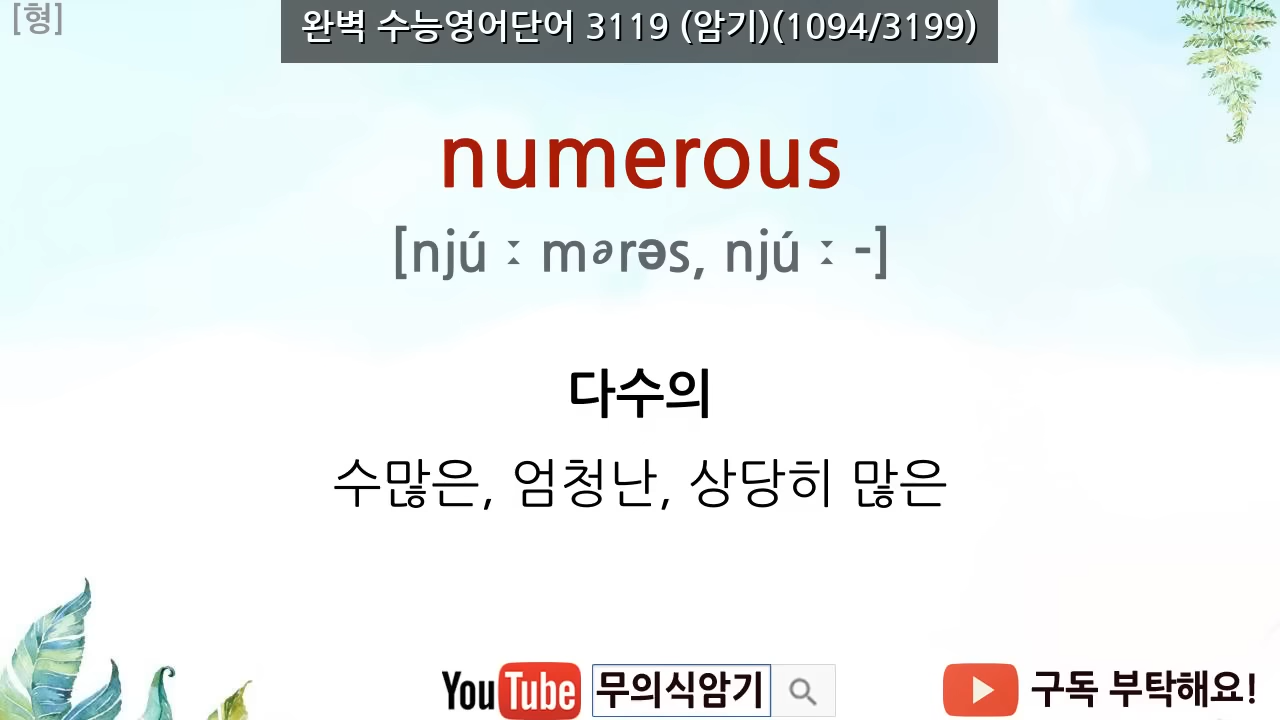 [형]
완벽 수능영어단어 3119 (암기)(1094/3199)
numerous
[njúːmərəs, njúː-]
다수의
수많은, 엄청난, 상당히 많은
YouTube 무의식암기
구독 부탁해요!